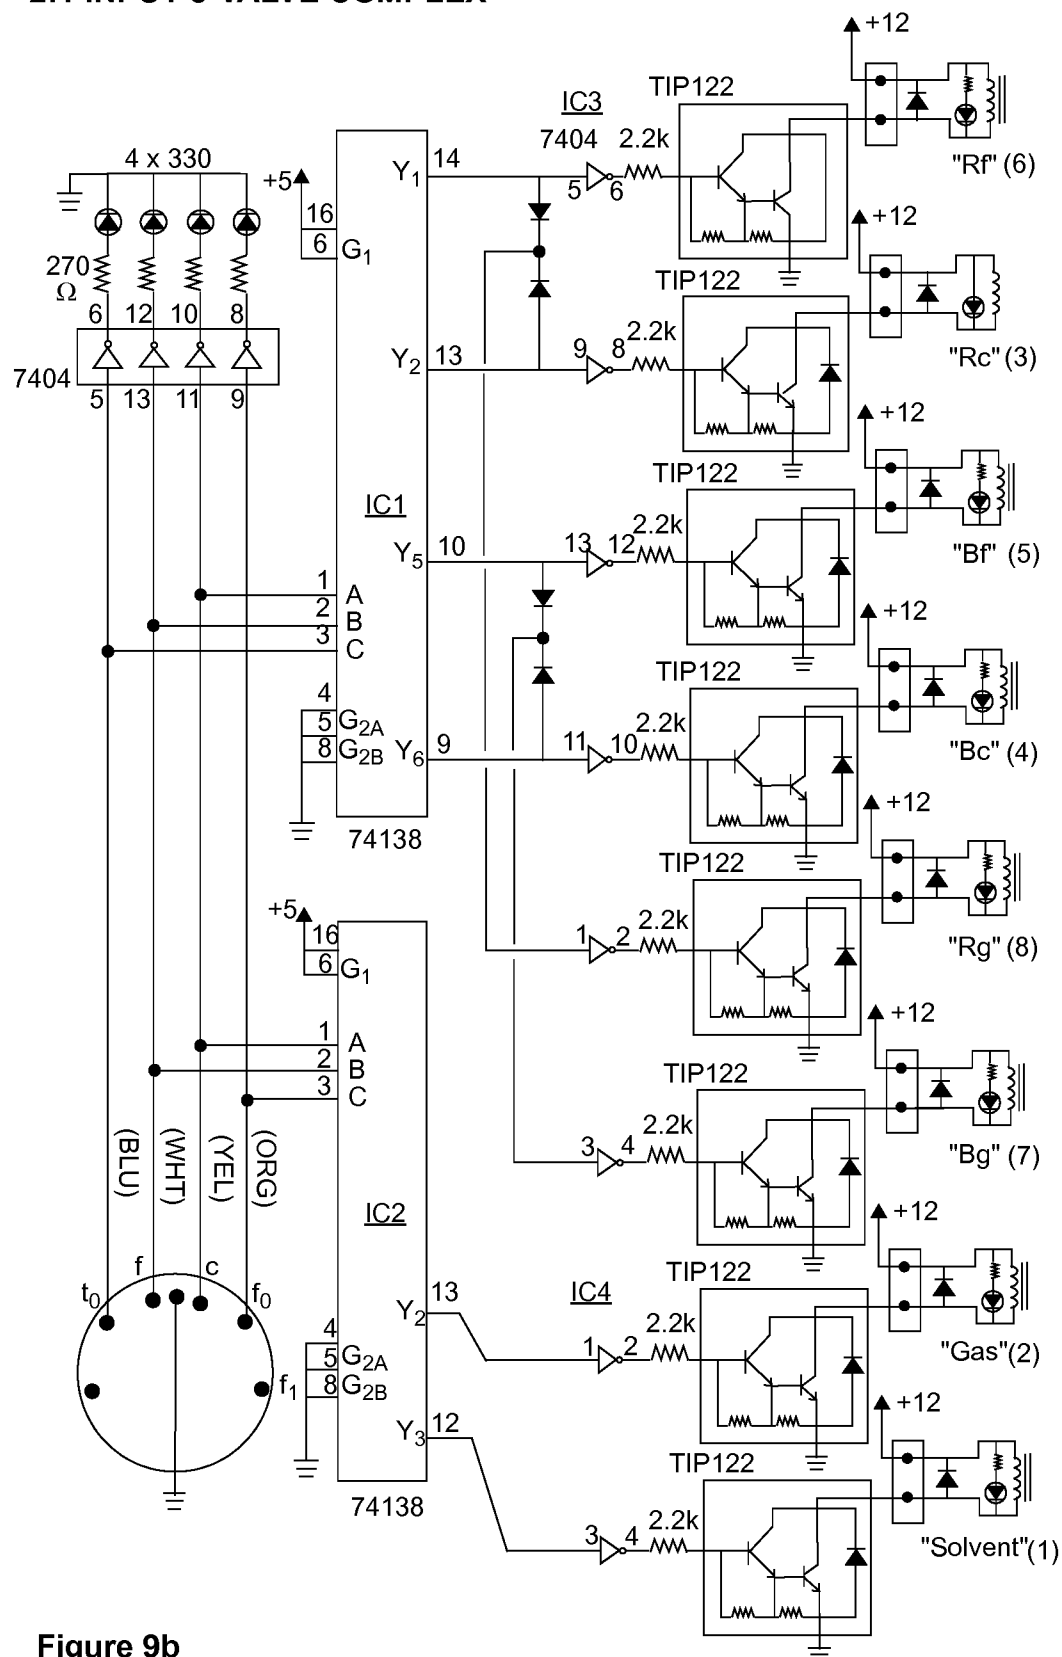 +12
IC3
7404
TIP122
2.2k
"Rf" (6)
4 x 330
+5
16
6 G1
Y1 14
5 6
270
Ω
6 12 10 8
7404
5 13 11 9
+12
TIP122
2.2k
Y2 13
9 8
"Rc" (3)
+12
TIP122
2.2k
IC1
Y5 10
13 12
"Bf" (5)
1 A
2 B
3 C
+12
TIP122
2.2k
4
5 G2A
8 G2B
Y6 9
11 10
"Bc" (4)
74138
+12
TIP122
2.2k
+5
16
6 G1
1 2
"Rg" (8)
1 A
2 B
3 C
+12
TIP122
2.2k
3 4
"Bg" (7)
(BLU)
(WHT)
(YEL)
(ORG)
IC2
t0
f
c
f0
f1
+12
TIP122
IC4
2.2k
Y2 13
1 2
"Gas" (2)
4
5 G2A
8 G2B
+12
TIP122
2.2k
Y3 12
3 4
"Solvent" (1)
74138
Figure 9b